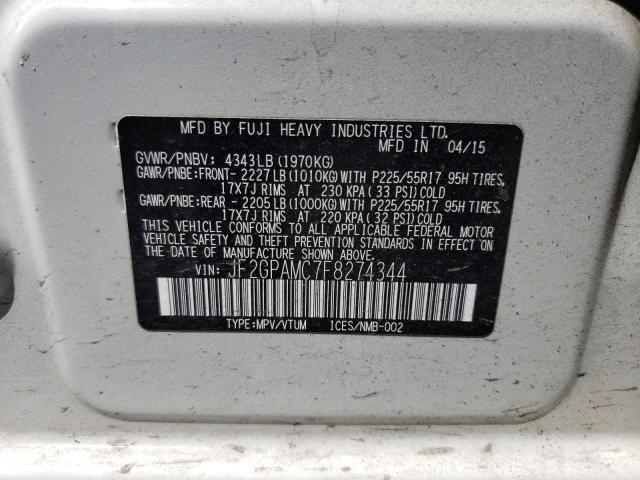 MFD BY FUJI HEAVY INDUSTRIES LTD.
MFD IN 04/15
GVWR/PNBV: 4343LB (1970KG)
GAWR/PNBE:FRONT- 2227LB (1010KG) WITH P225/55R17 95H TIRES,
17X7J RIMS AT 230 KPA (33 PSI) COLD
GAWR/PNBE:REAR - 2205LB (1000KG) WITH P225/55R17 95H TIRES,
17X7J RIMS AT 220 KPA (32 PSI) COLD
THIS VEHICLE CONFORMS TO ALL APPLICABLE FEDERAL MOTOR
VEHICLE SAFETY AND THEFT PREVENTION STANDARDS IN EFFECT ON
THE DATE OF MANUFACTURE SHOWN ABOVE.
VIN: JF2GPAMC7F8274344
TYPE:MPV/VTUM ICES/NMB-002